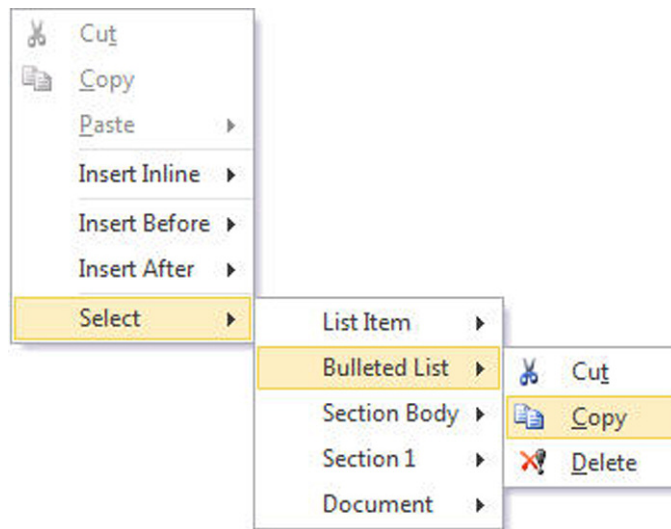 Cut
Copy
Paste
Insert Inline
Insert Before
Insert After
Select
List Item
Bulleted List
Section Body
Section 1
Document
Cut
Copy
Delete